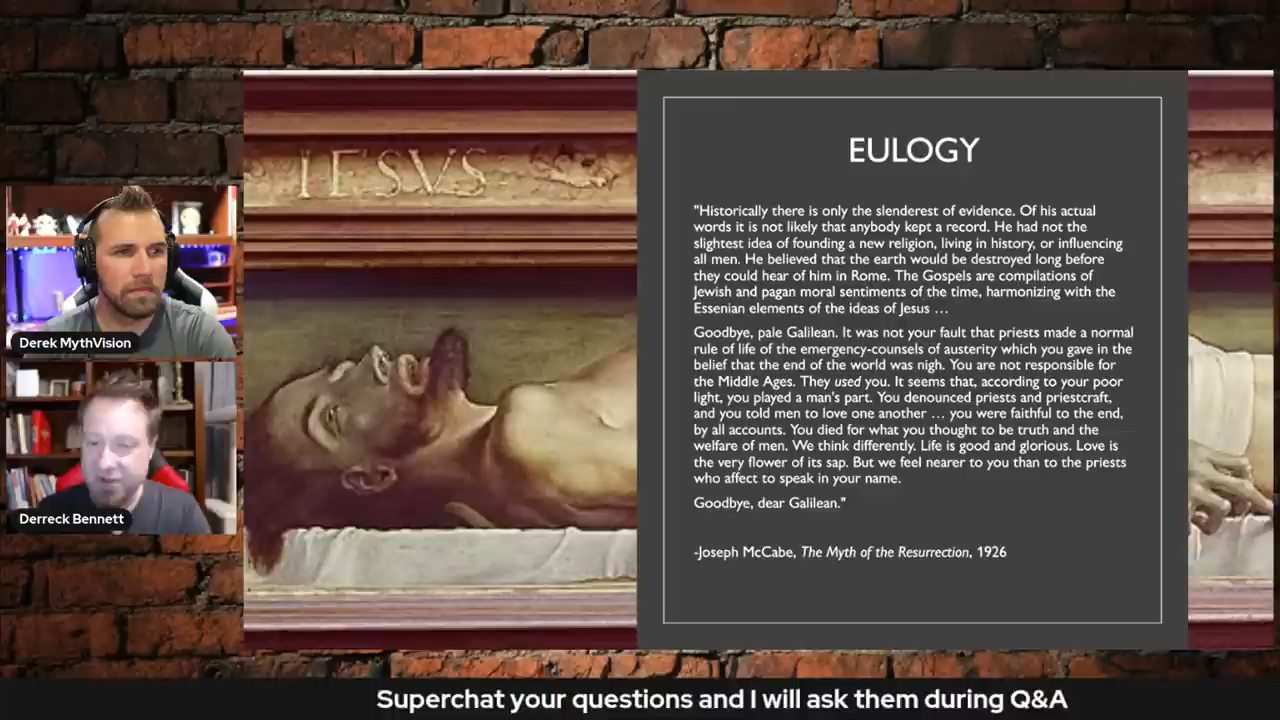 IESVS
EULOGY
"Historically there is only the slenderest of evidence. Of his actual
words it is not likely that anybody kept a record. He had not the
slightest idea of founding a new religion, living in history, or influencing
all men. He believed that the earth would be destroyed long before
they could hear of him in Rome. The Gospels are compilations of
Jewish and pagan moral sentiments of the time, harmonizing with the
Essenian elements of the ideas of Jesus …
Goodbye, pale Galilean. It was not your fault that priests made a normal
rule of life of the emergency-counsels of austerity which you gave in the
belief that the end of the world was nigh. You are not responsible for
the Middle Ages. They used you. It seems that, according to your poor
light, you played a man's part. You denounced priests and priestcraft,
and you told men to love one another … you were faithful to the end,
by all accounts. You died for what you thought to be truth and the
welfare of men. We think differently. Life is good and glorious. Love is
the very flower of its sap. But we feel nearer to you than to the priests
who affect to speak in your name.
Goodbye, dear Galilean."
-Joseph McCabe, The Myth of the Resurrection, 1926
Derek MythVision
Derreck Bennett
Superchat your questions and I will ask them during Q&A